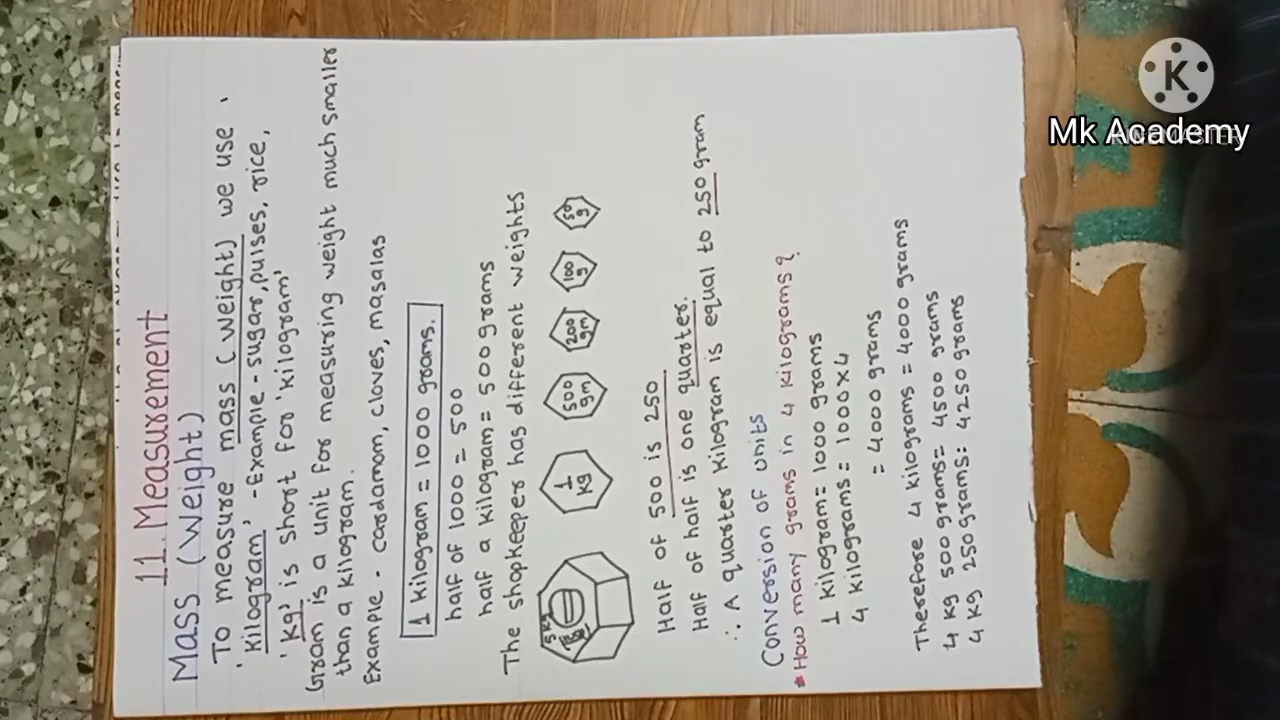 11. Measurement
Mass (Weight)
To measure mass (weight) we use
'kilogram' - Example - sugar, pulses, rice,
'kg' is short for 'kilogram'
Gram is a unit for measuring weight much smaller
than a kilogram.
Example - cardamom, cloves, masalas
1 kilogram = 1000 grams.
half of 1000 = 500
half a kilogram = 500 grams
The shopkeeper has different weights
5 kg
1 kg
500 gm
200 gm
100 g
50 g
Half of 500 is 250
Half of half is one quarter.
∴ A quarter kilogram is equal to 250 gram
Conversion of units
* How many grams in 4 kilograms?
1 kilogram = 1000 grams
4 kilograms = 100 x 4
= 4000 grams
Therefore 4 kilograms = 4000 grams
4 kg 500 grams = 4500 grams
4 kg 250 grams: 4250 grams
K
Mk Academy
KINEMASTER